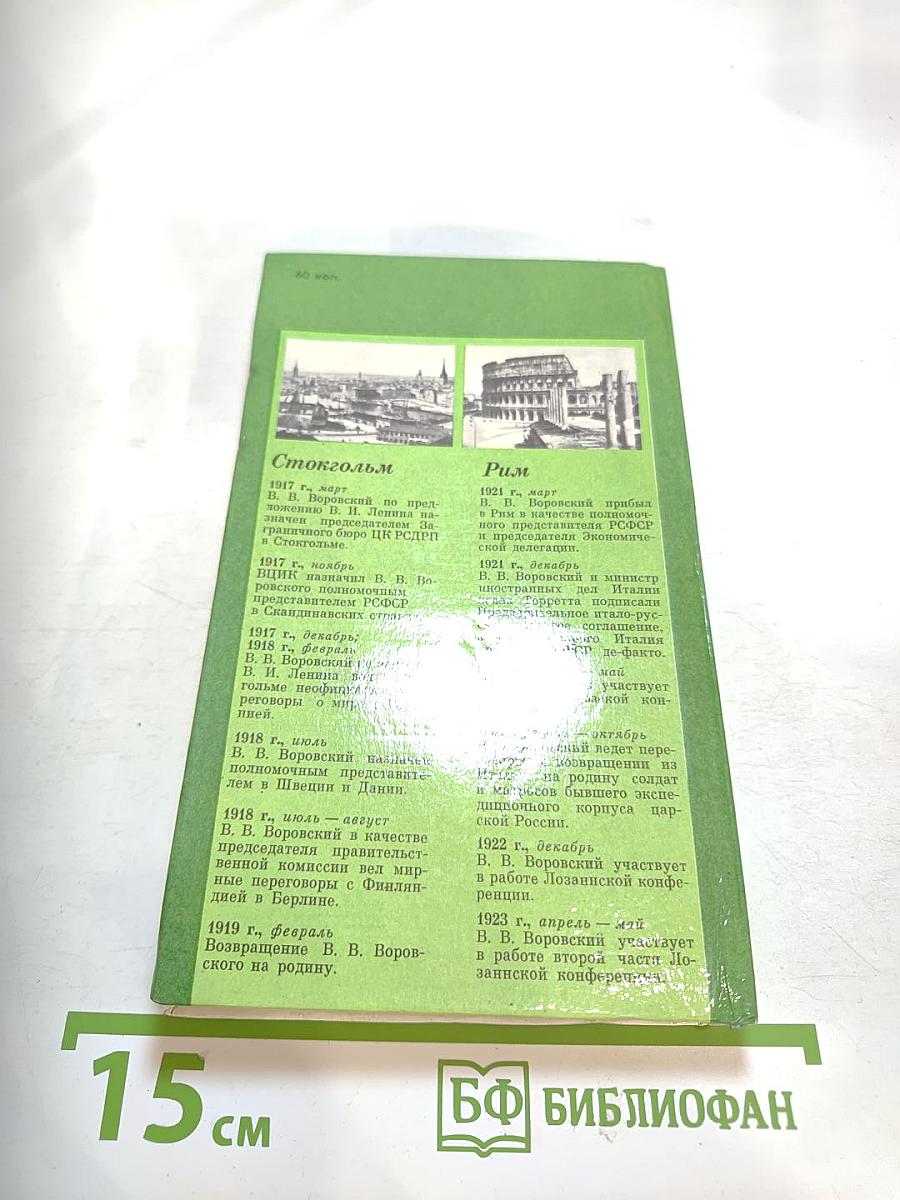 60 коп.
Стокгольм
1917 г., март
В. В. Воровский по пред-
ложению В. И. Ленина на-
значен председателем За-
граничного бюро ЦК РСДРП
в Стокгольме.
1917 г., ноябрь
ВЦИК назначил В. В. Во-
ровского полномочным
представителем РСФСР
в Скандинавских
1917 г., декабрь;
1918 г., февраль
В. В. Воровский
В. И. Ленина
гольме
реговоры о
нией.
1918 г., июль
В. В. Воровский назначен
полномочным представите-
лем в Швеции и Дании.
1918 г., июль — август
В. В. Воровский в качестве
председателя правительст-
венной комиссии вел мир-
ные переговоры с Финлян-
дией в Берлине.
1919 г., февраль
Возвращение В. В. Воров-
ского на родину.
Рим
1921 г., март
В. В. Воровский прибыл
в Рим в качестве полномоч-
ного представителя РСФСР
и председателя Экономиче-
ской делегации.
1921 г., декабрь
В. В. Воровский и министр
иностранных дел Италии
Торретта подписали
Предварительное итало-рус-
соглашение,
Италия
де-факто.
май
участвует
кон-
— октябрь
ведет пере-
возвращении из
на родину солдат
и матросов бывшего экспе-
диционного корпуса цар-
ской России.
1922 г., декабрь
В. В. Воровский участвует
в работе Лозаннской конфе-
ренции.
1923 г., апрель — май
В. В. Воровский участвует
в работе второй части Ло-
заннской конференции.
15 см
БФ БИБЛИОФАН